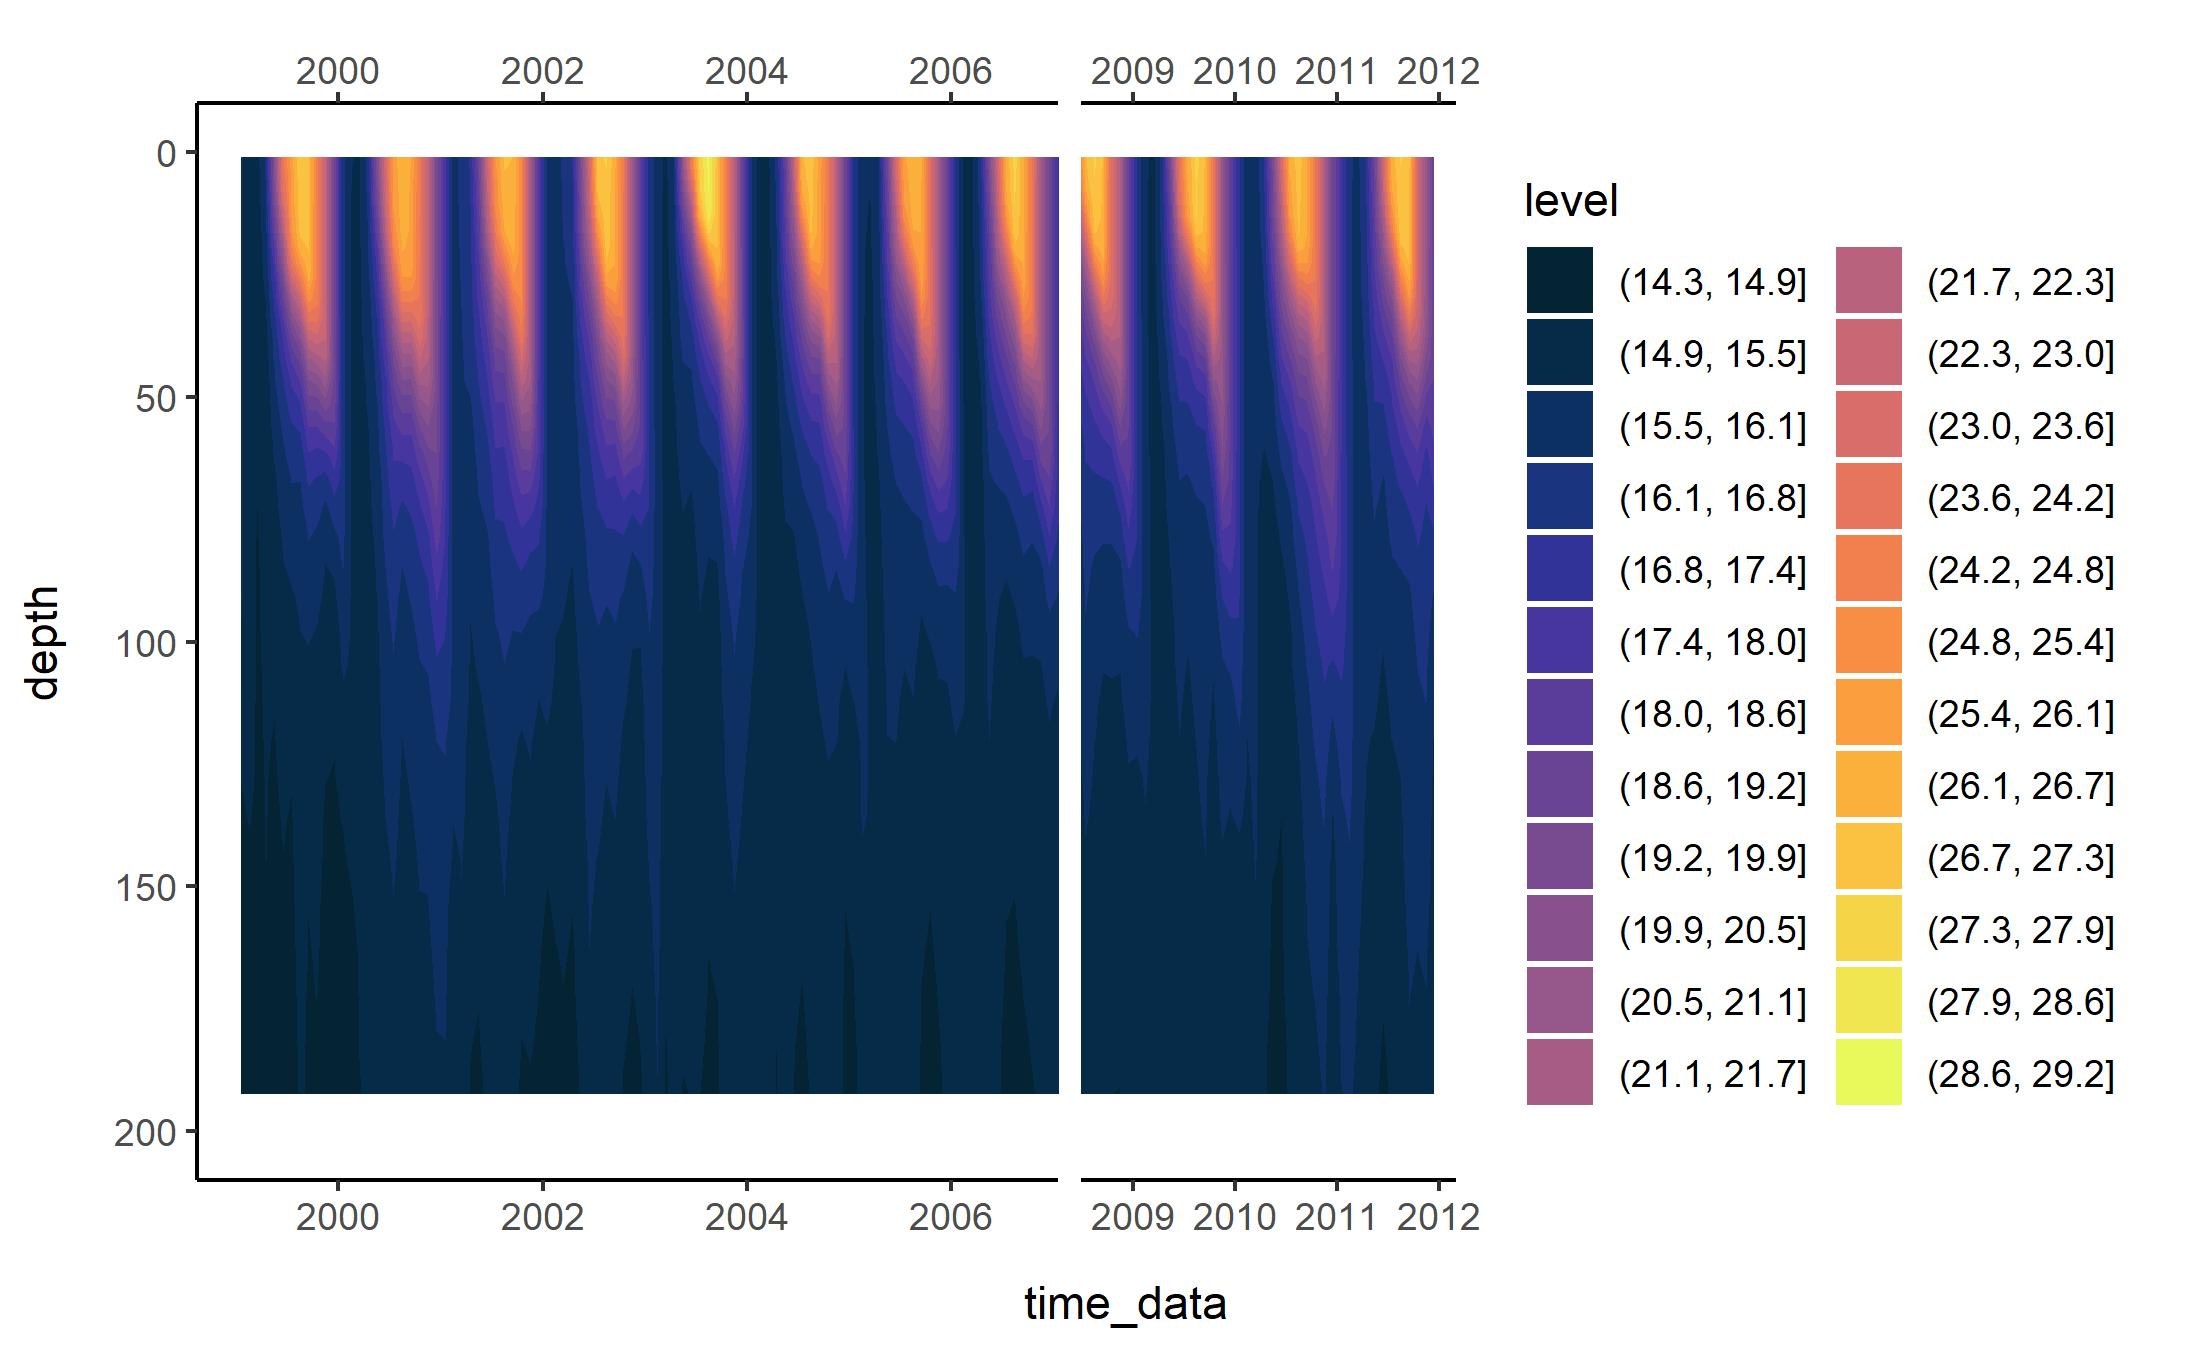 2000 2002 2004 2006 2009 2010 2011 2012
0
50
100
150
200
depth
2000 2002 2004 2006 2009 2010 2011 2012
time_data
level
(14.3, 14.9] (21.7, 22.3]
(14.9, 15.5] (22.3, 23.0]
(15.5, 16.1] (23.0, 23.6]
(16.1, 16.8] (23.6, 24.2]
(16.8, 17.4] (24.2, 24.8]
(17.4, 18.0] (24.8, 25.4]
(18.0, 18.6] (25.4, 26.1]
(18.6, 19.2] (26.1, 26.7]
(19.2, 19.9] (26.7, 27.3]
(19.9, 20.5] (27.3, 27.9]
(20.5, 21.1] (27.9, 28.6]
(21.1, 21.7] (28.6, 29.2]